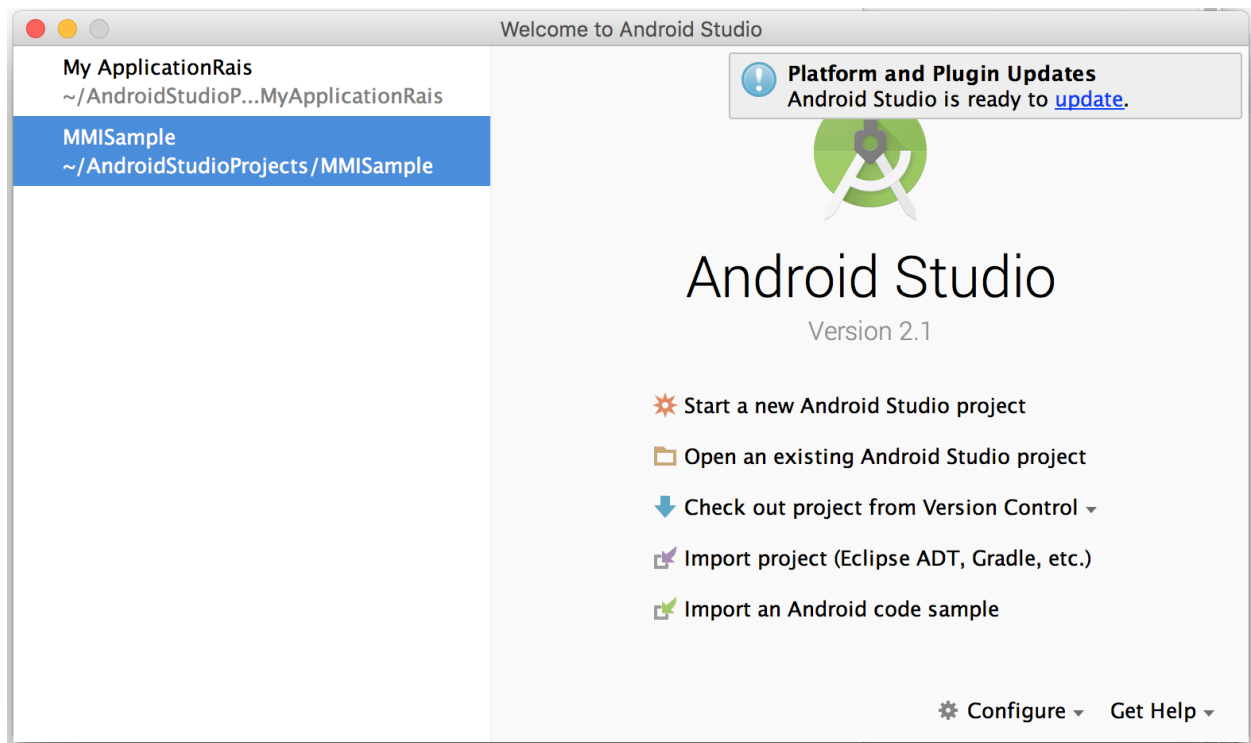 Welcome to Android Studio
My ApplicationRais
~/AndroidStudioP...MyApplicationRais
MMISample
~/AndroidStudioProjects/MMISample
Platform and Plugin Updates
Android Studio is ready to update.
Android Studio
Version 2.1
Start a new Android Studio project
Open an existing Android Studio project
Check out project from Version Control
Import project (Eclipse ADT, Gradle, etc.)
Import an Android code sample
Configure
Get Help